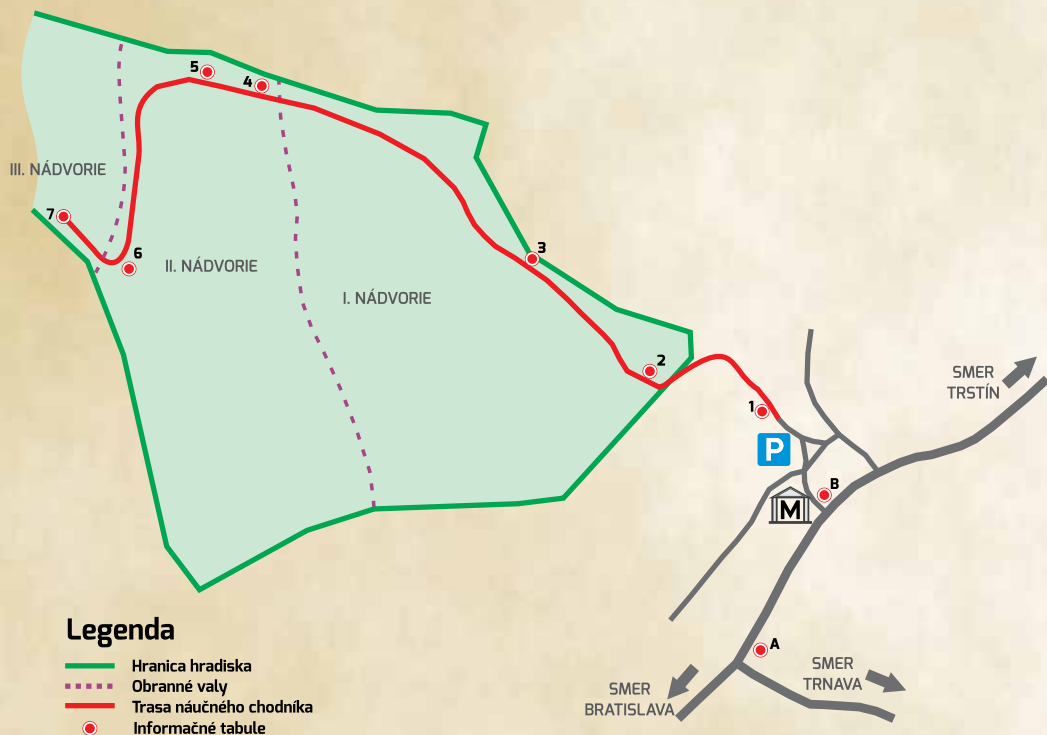 5
4
III. NÁDVORIE
7
6
II. NÁDVORIE
I. NÁDVORIE
3
2
1
P
SMER
TRSTÍN
B
M
A
SMER
TRNAVA
SMER
BRATISLAVA
Legenda
Hranica hradiska
Obranné valy
Trasa náučného chodníka
Informačné tabule